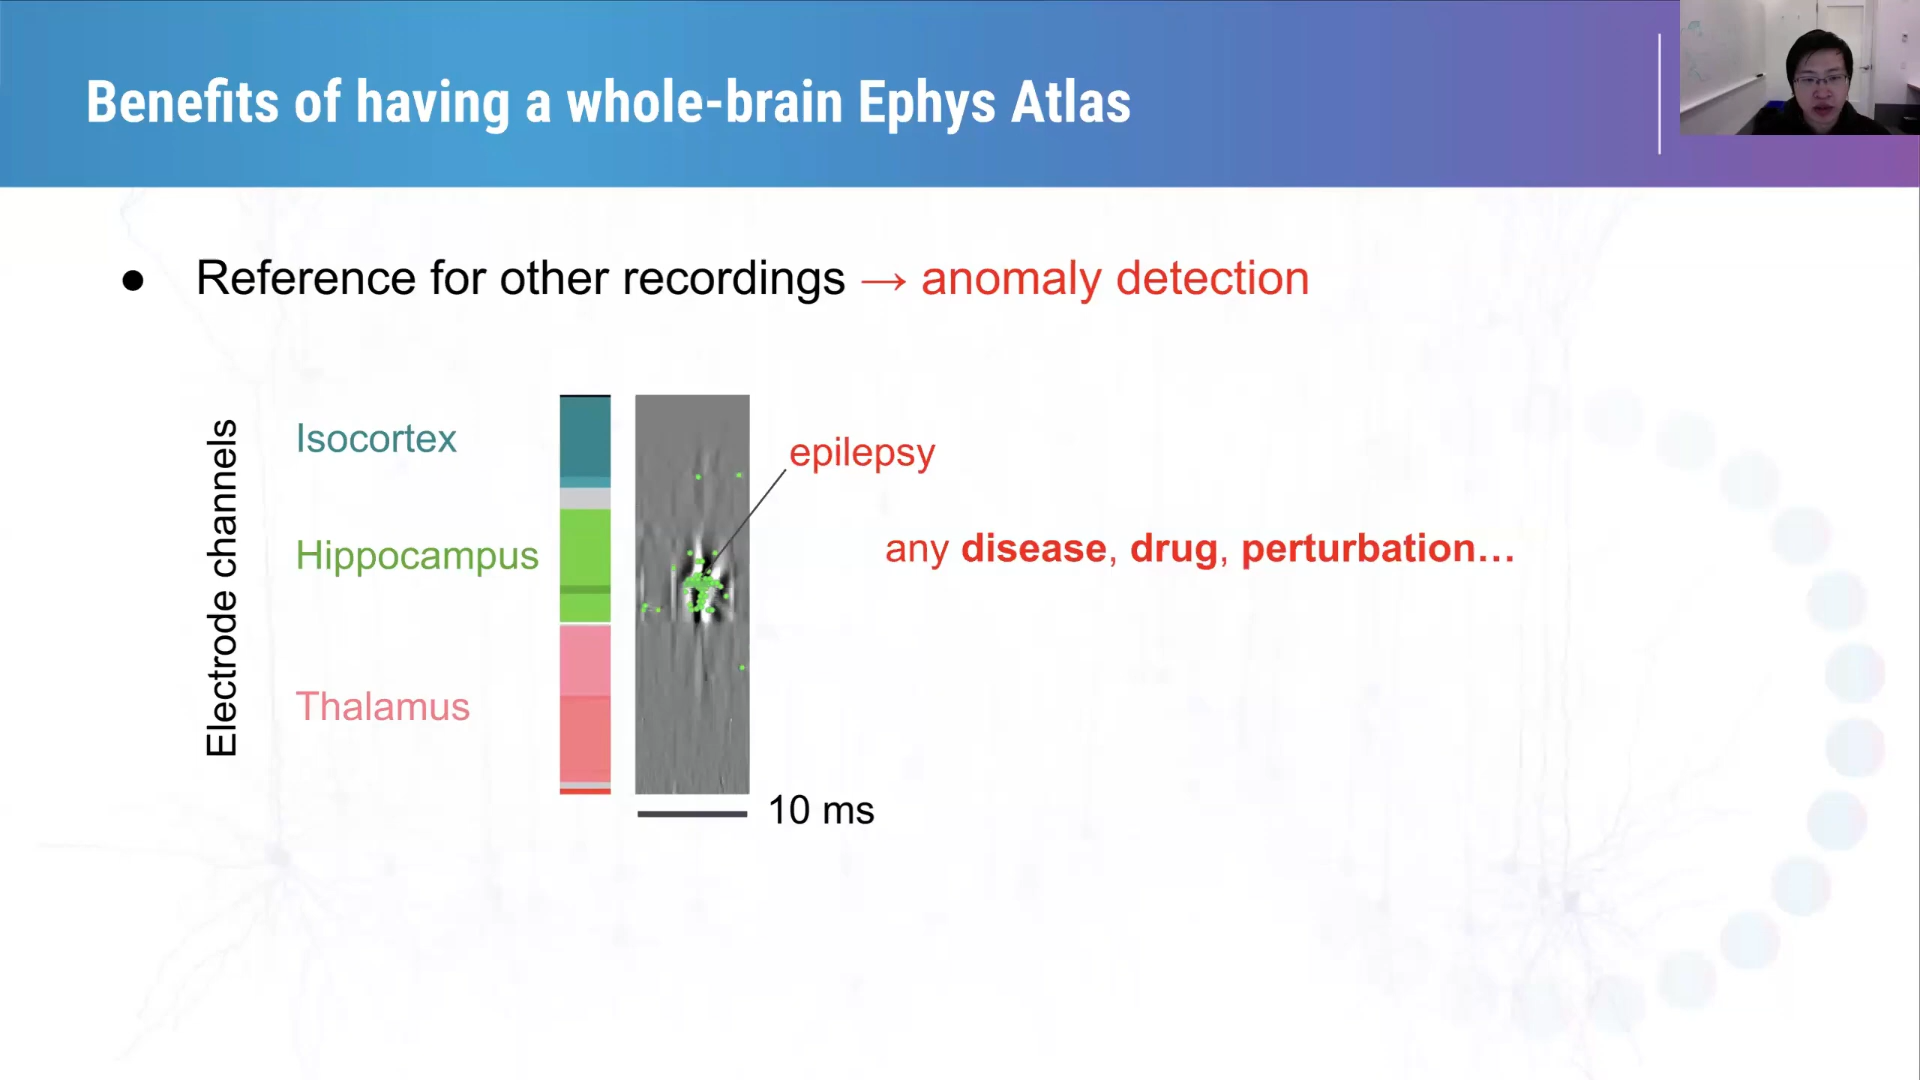 Benefits of having a whole-brain Ephys Atlas
● Reference for other recordings → anomaly detection
Electrode channels
Isocortex
Hippocampus
Thalamus
epilepsy
any disease, drug, perturbation…
10 ms